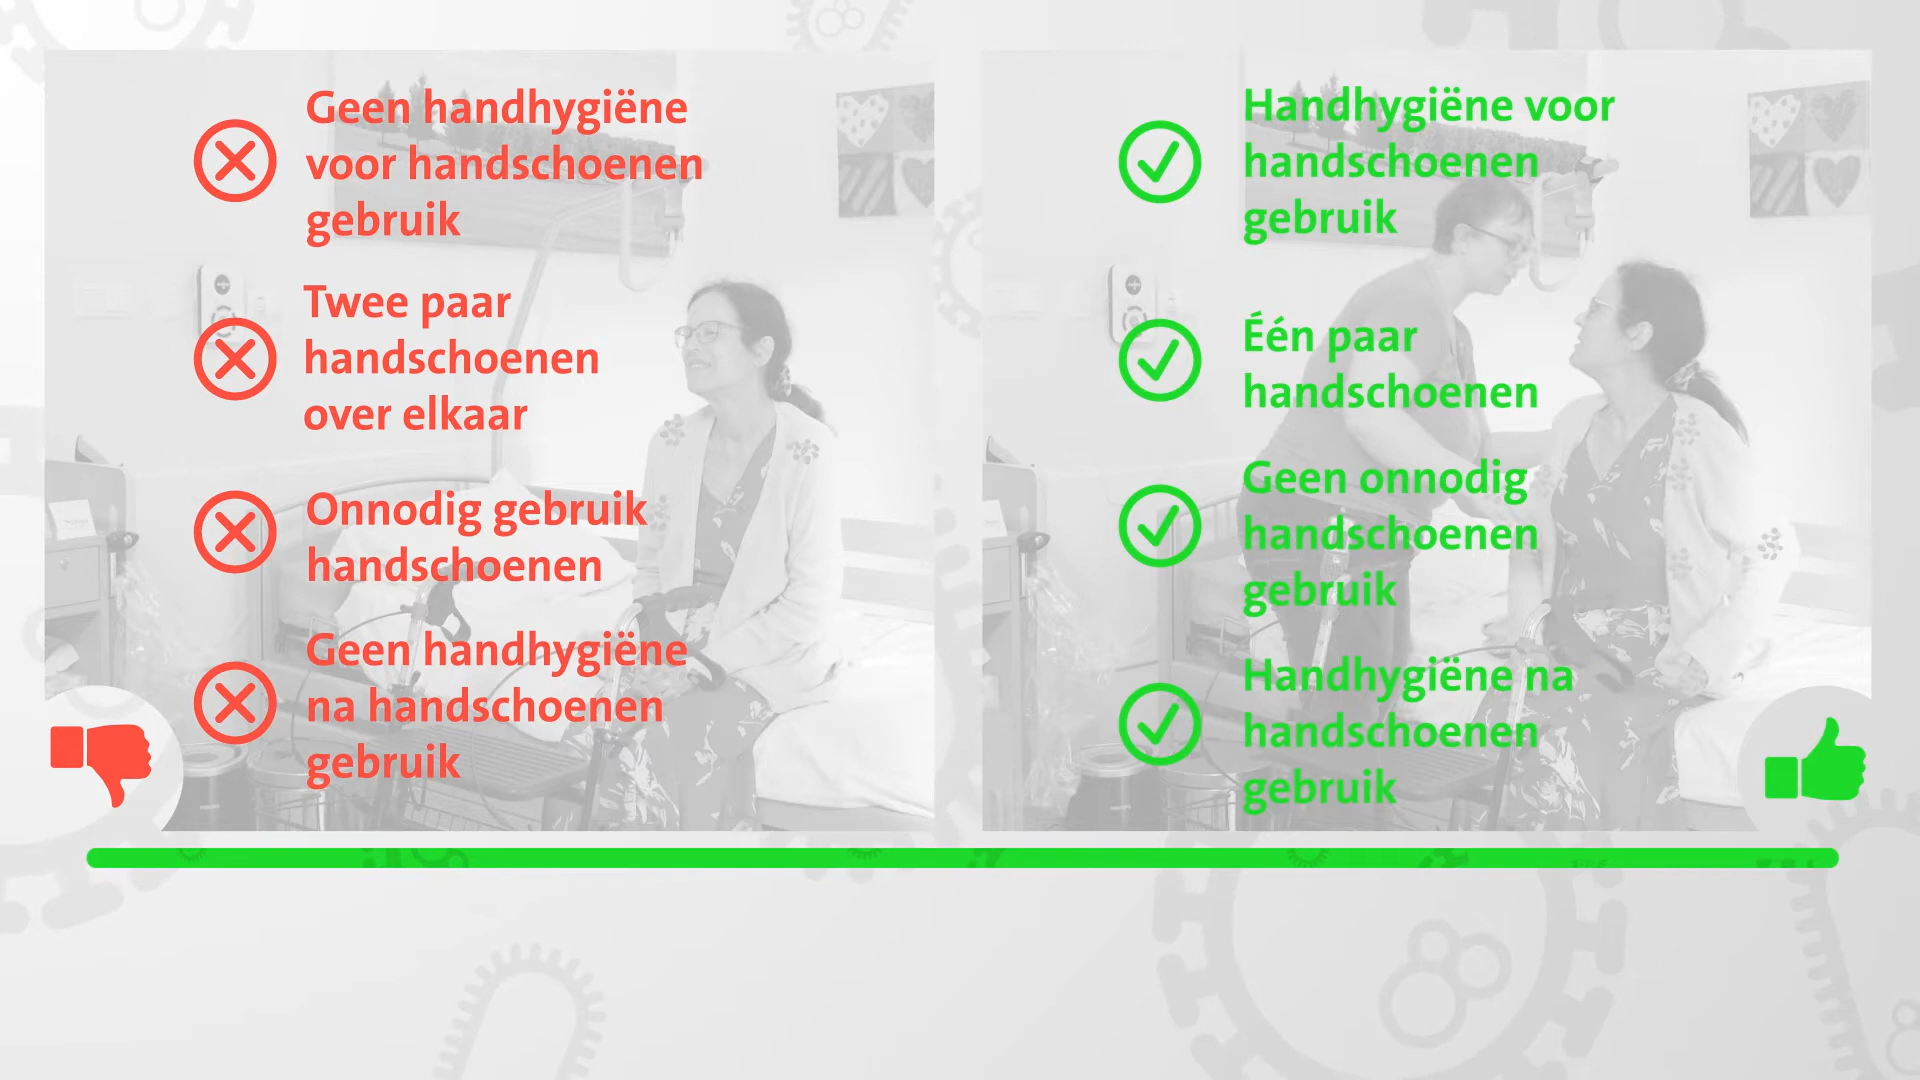 Geen handhygiëne
voor handschoenen
gebruik
Twee paar
handschoenen
over elkaar
Onnodig gebruik
handschoenen
Geen handhygiëne
na handschoenen
gebruik
Handhygiëne voor
handschoenen
gebruik
Één paar
handschoenen
Geen onnodig
handschoenen
gebruik
Handhygiëne na
handschoenen
gebruik